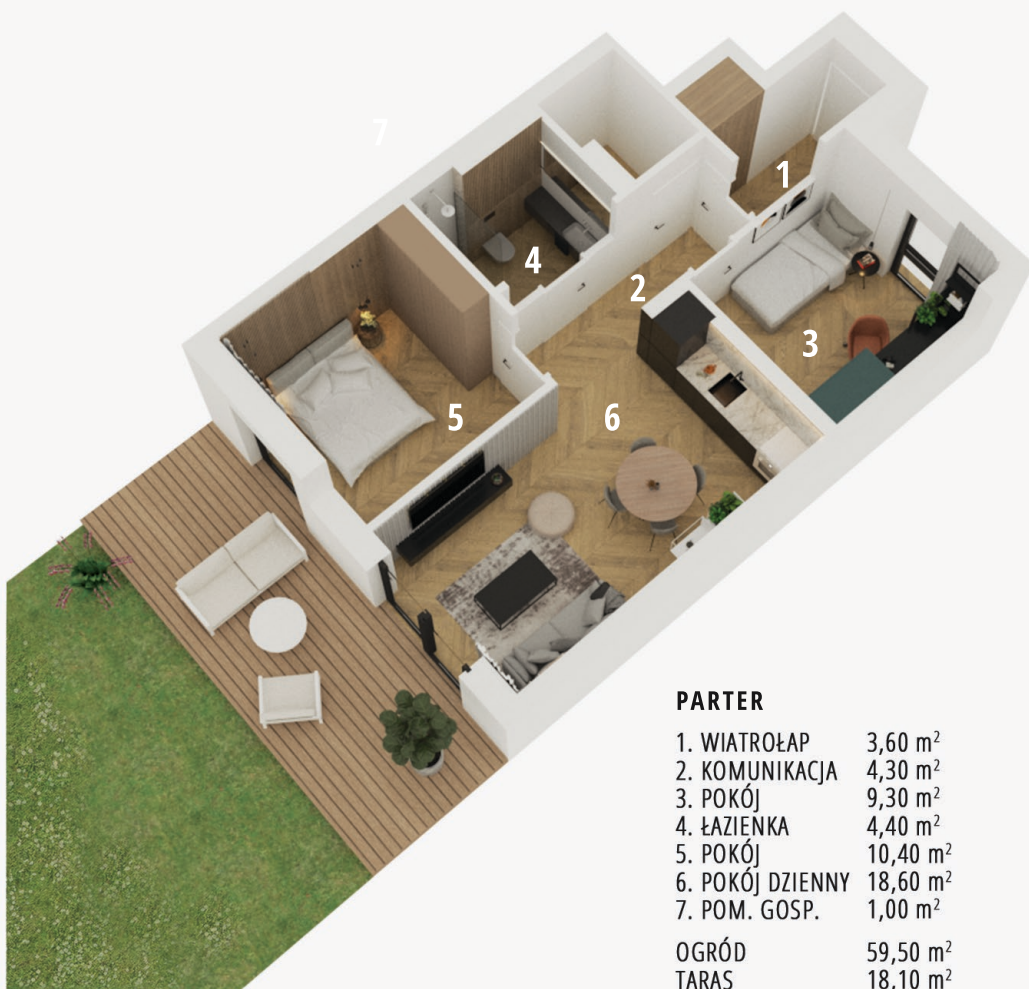 7
1
4
2
3
5
6
PARTER
1. WIATROŁAP 3,60 m²
2. KOMUNIKACJA 4,30 m²
3. POKÓJ 9,30 m²
4. ŁAZIENKA 4,40 m²
5. POKÓJ 10,40 m²
6. POKÓJ DZIENNY 18,60 m²
7. POM. GOSP. 1,00 m²
OGRÓD 59,50 m²
TARAS 18,10 m²